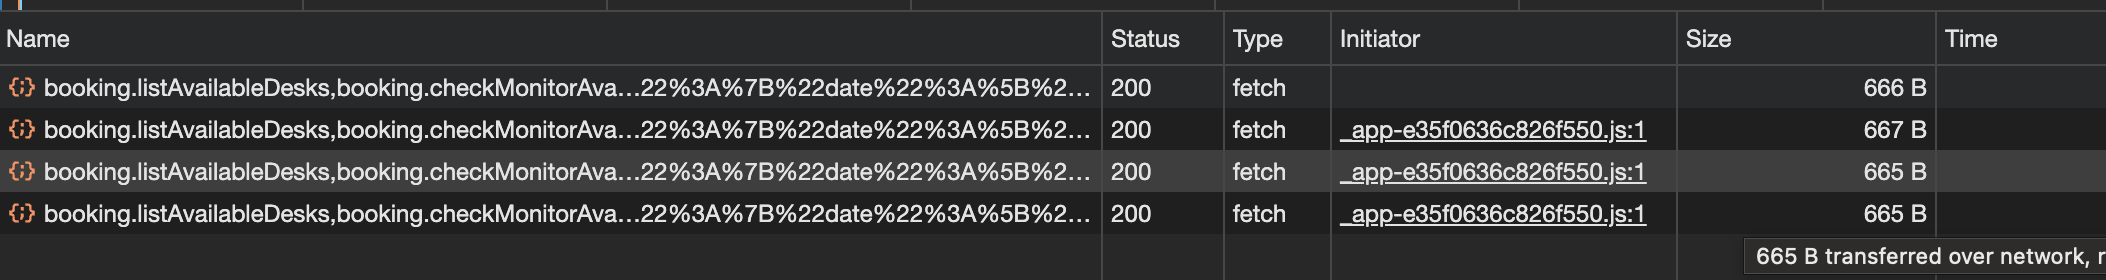 Name Status Type Initiator Size Time
booking.listAvailableDesks,booking.checkMonitorAva…22%3A%7B%22date%22%3A%5B%2… 200 fetch 666 B
booking.listAvailableDesks,booking.checkMonitorAva…22%3A%7B%22date%22%3A%5B%2… 200 fetch _app-e35f0636c826f550.js:1 667 B
booking.listAvailableDesks,booking.checkMonitorAva…22%3A%7B%22date%22%3A%5B%2… 200 fetch _app-e35f0636c826f550.js:1 665 B
booking.listAvailableDesks,booking.checkMonitorAva…22%3A%7B%22date%22%3A%5B%2… 200 fetch _app-e35f0636c826f550.js:1 665 B
665 B transferred over network,